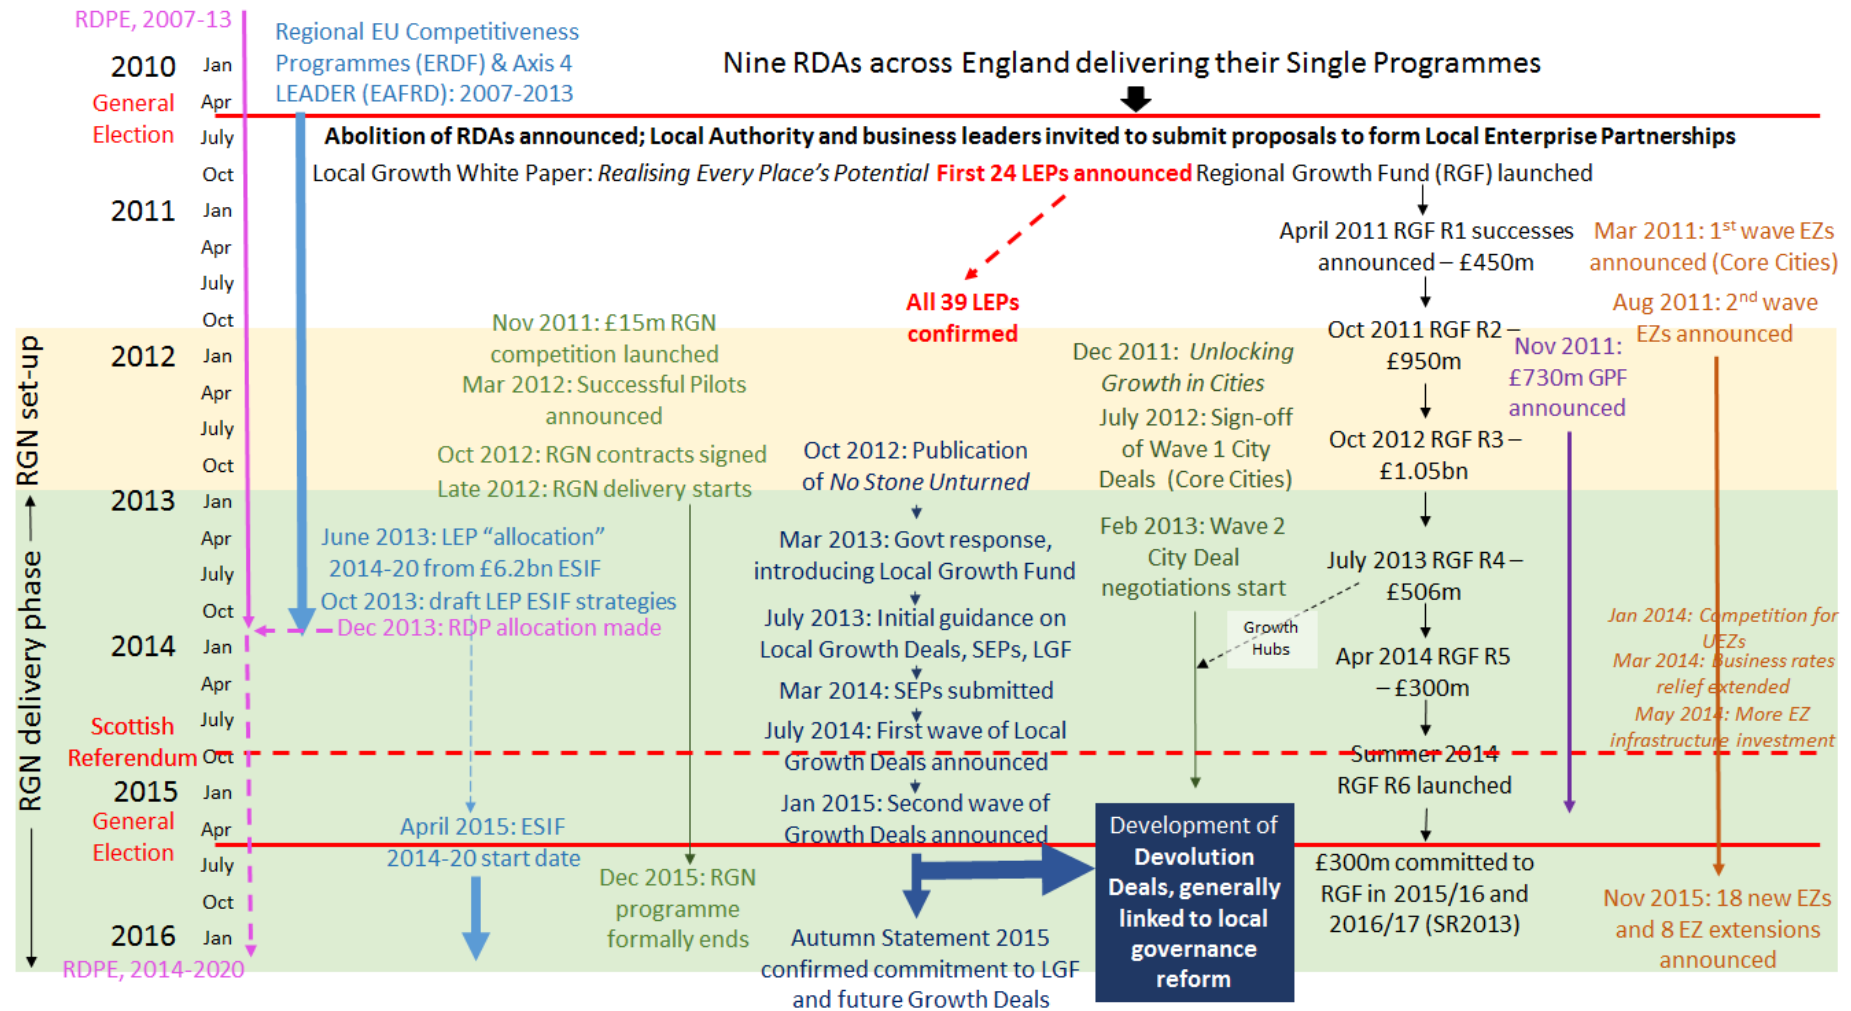 RDPE, 2007-13
Regional EU Competitiveness
Programmes (ERDF) & Axis 4
LEADER (EAFRD): 2007-2013
Nine RDAs across England delivering their Single Programmes
2010
Jan
General
Election
Apr
July
Oct
Abolition of RDAs announced; Local Authority and business leaders invited to submit proposals to form Local Enterprise Partnerships
Local Growth White Paper: Realising Every Place's Potential First 24 LEPs announced Regional Growth Fund (RGF) launched
2011
Jan
Apr
July
Oct
2012
Jan
Apr
July
Oct
2013
Jan
Apr
July
Oct
2014
Jan
Apr
July
Scottish
Referendum
Oct
2015
Jan
General
Election
Apr
July
Oct
2016
Jan
RDPE, 2014-2020
RGN set-up
RGN delivery phase
June 2013: LEP “allocation”
2014-20 from £6.2bn ESIF
Oct 2013: draft LEP ESIF strategies
Dec 2013: RDP allocation made
April 2015: ESIF
2014-20 start date
Nov 2011: £15m RGN
competition launched
Mar 2012: Successful Pilots
announced
Oct 2012: RGN contracts signed
Late 2012: RGN delivery starts
Dec 2015: RGN
programme
formally ends
All 39 LEPs
confirmed
Oct 2012: Publication
of No Stone Unturned
Mar 2013: Govt response,
introducing Local Growth Fund
July 2013: Initial guidance on
Local Growth Deals, SEPs, LGF
Mar 2014: SEPs submitted
July 2014: First wave of Local
Growth Deals announced
Jan 2015: Second wave of
Growth Deals announced
Autumn Statement 2015
confirmed commitment to LGF
and future Growth Deals
Dec 2011: Unlocking
Growth in Cities
July 2012: Sign-off
of Wave 1 City
Deals (Core Cities)
Feb 2013: Wave 2
City Deal
negotiations start
Growth
Hubs
Development of
Devolution
Deals, generally
linked to local
governance
reform
April 2011 RGF R1 successes
announced – £450m
Oct 2011 RGF R2 –
£950m
Oct 2012 RGF R3 –
£1.05bn
July 2013 RGF R4 –
£506m
Apr 2014 RGF R5
– £300m
Summer 2014
RGF R6 launched
£300m committed to
RGF in 2015/16 and
2016/17 (SR2013)
Nov 2011:
£730m GPF
announced
Mar 2011: 1st wave EZs
announced (Core Cities)
Aug 2011: 2nd wave
EZs announced
Jan 2014: Competition for
UEZs
Mar 2014: Business rates
relief extended
May 2014: More EZ
infrastructure investment
Nov 2015: 18 new EZs
and 8 EZ extensions
announced